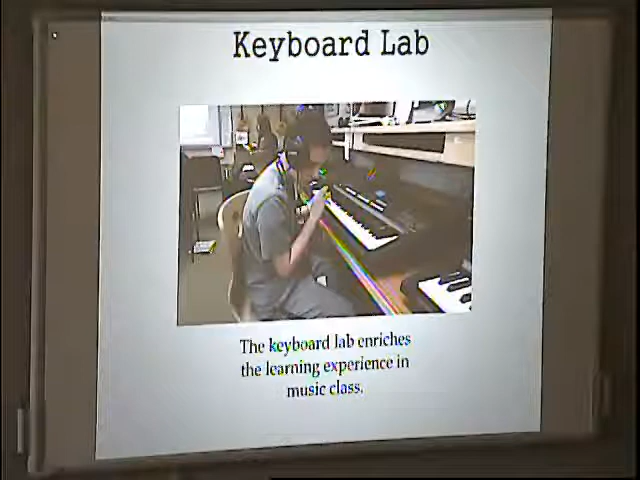 Keyboard Lab
The keyboard lab enriches
the learning experience in
music class.